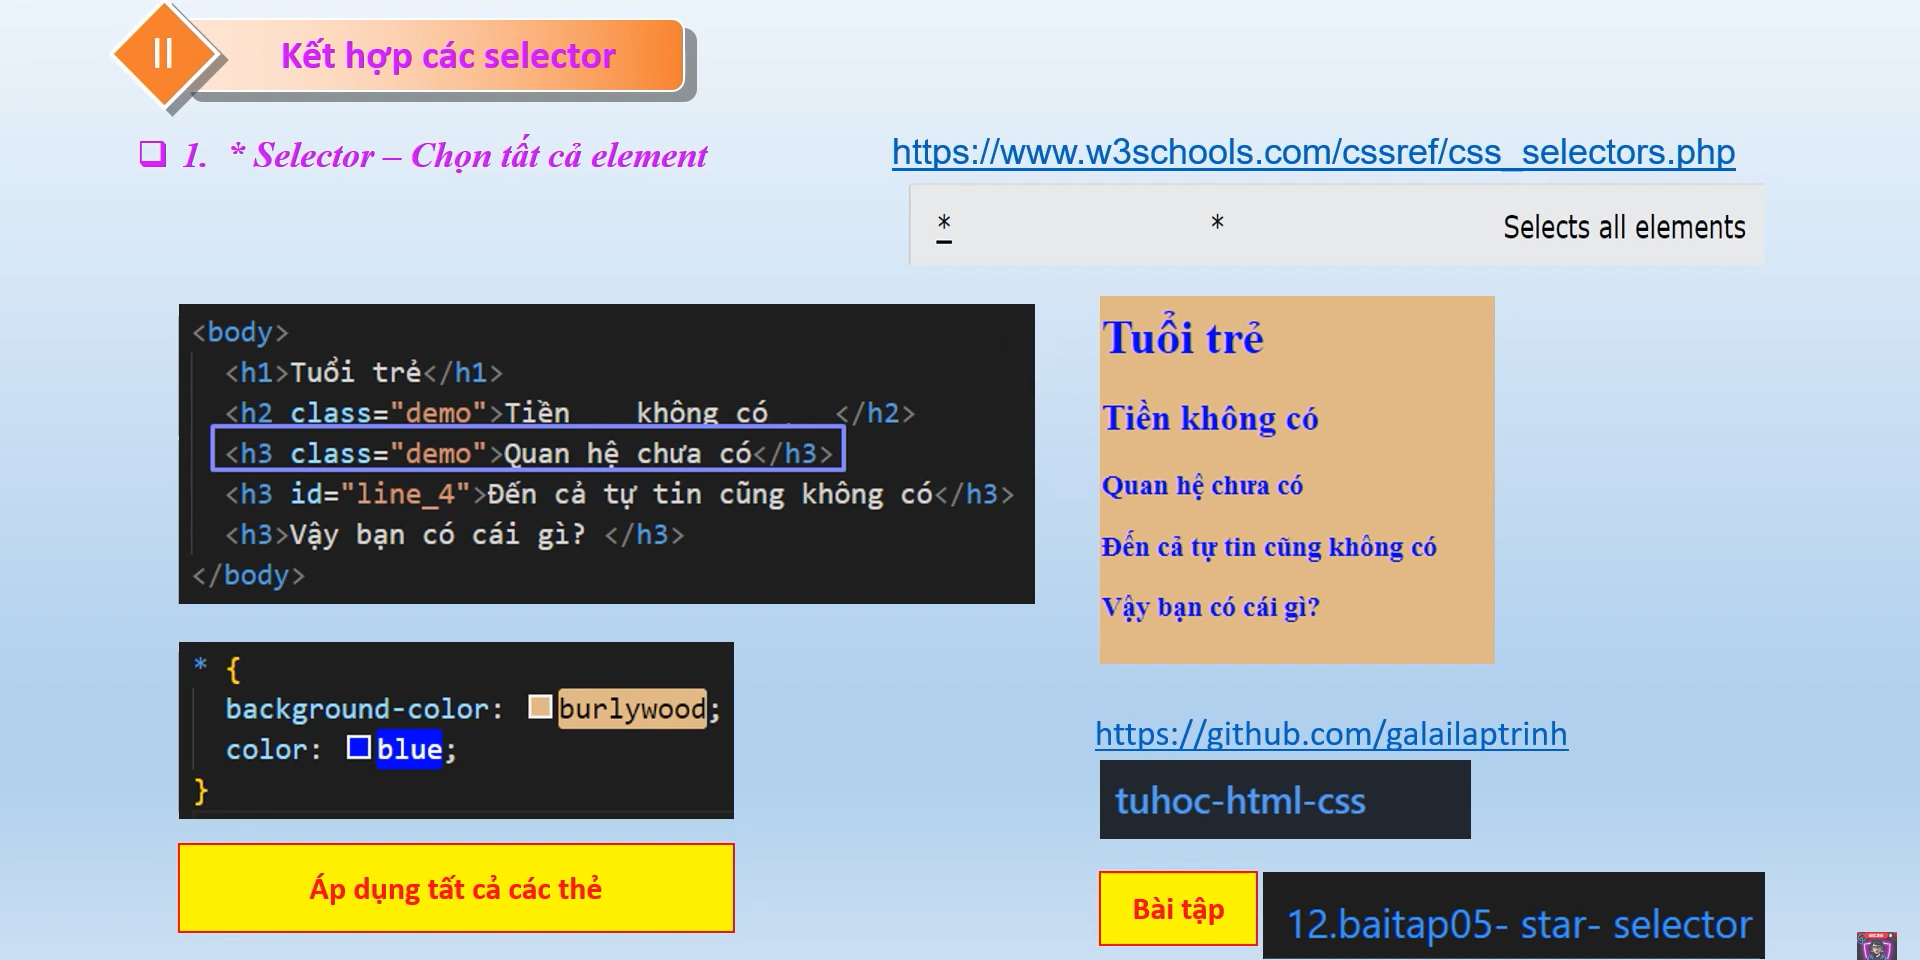 II
Kết hợp các selector
1. * Selector – Chọn tất cả element
https://www.w3schools.com/cssref/css_selectors.php
* * Selects all elements
<body>
<h1>Tuổi trẻ</h1>
<h2 class="demo">Tiền    không có    </h2>
<h3 class="demo">Quan hệ chưa có</h3>
<h3 id="line_4">Đến cả tự tin cũng không có</h3>
<h3>Vậy bạn có cái gì? </h3>
</body>
Tuổi trẻ
Tiền không có
Quan hệ chưa có
Đến cả tự tin cũng không có
Vậy bạn có cái gì?
* {
background-color: burlywood;
color: blue;
}
Áp dụng tất cả các thẻ
https://github.com/galailaptrinh
tuhoc-html-css
Bài tập
12.baitap05- star- selector